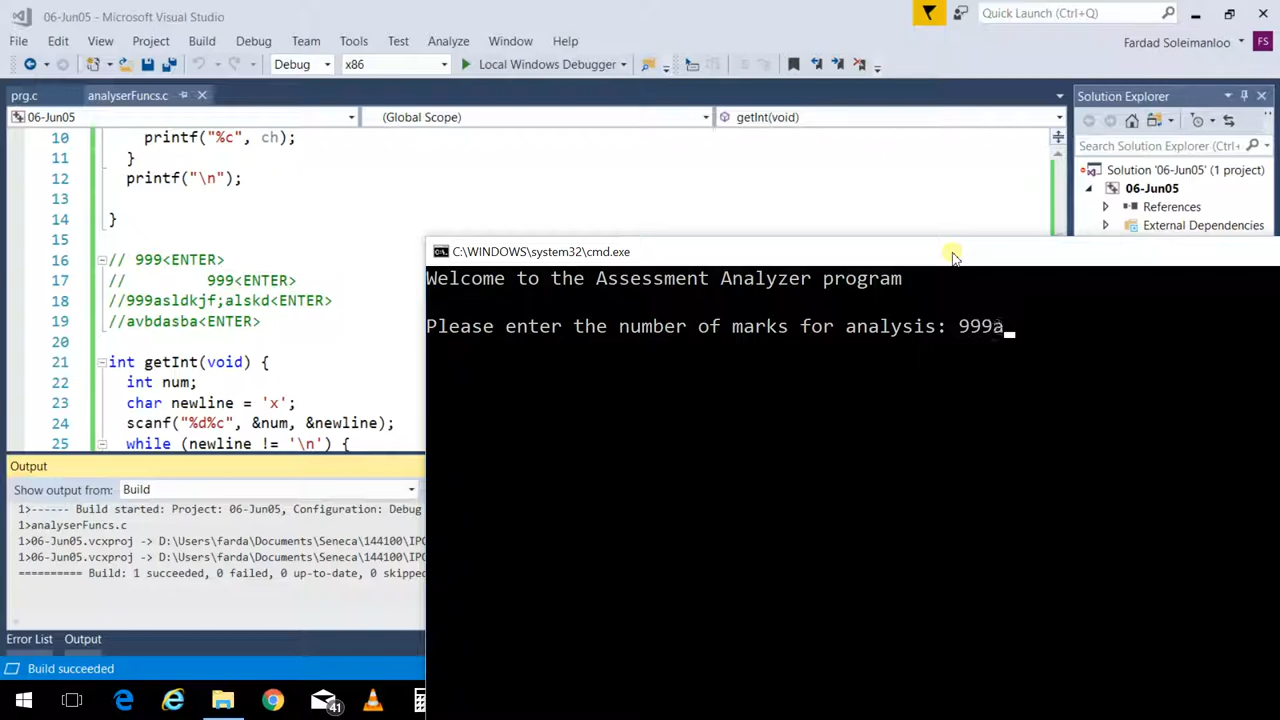 06-Jun05 - Microsoft Visual Studio
Quick Launch (Ctrl+Q)
File Edit View Project Build Debug Team Tools Test Analyze Window Help
Fardad Soleimanloo FS
Debug x86 Local Windows Debugger
prg.c analyserFuncs.c
06-Jun05 (Global Scope) getInt(void)
10 printf("%c", ch);
11 }
12 printf("\n");
13
14 }
15
16 // 999<ENTER>
17 // 999<ENTER>
18 //999asldkjf;alskd<ENTER>
19 //avbdasba<ENTER>
20
21 int getInt(void) {
22 int num;
23 char newline = 'x';
24 scanf("%d%c", &num, &newline);
25 while (newline != '\n') {
Solution Explorer
Search Solution Explorer (Ctrl+
Solution '06-Jun05' (1 project)
06-Jun05
References
External Dependencies
C:\WINDOWS\system32\cmd.exe
Welcome to the Assessment Analyzer program
Please enter the number of marks for analysis: 999a
Output
Show output from: Build
1>------ Build started: Project: 06-Jun05, Configuration: Debug
1>analyserFuncs.c
1>06-Jun05.vcxproj -> D:\Users\farda\Documents\Seneca\144100\IPC
1>06-Jun05.vcxproj -> D:\Users\farda\Documents\Seneca\144100\IPC
========== Build: 1 succeeded, 0 failed, 0 up-to-date, 0 skipped
Error List Output
Build succeeded
41